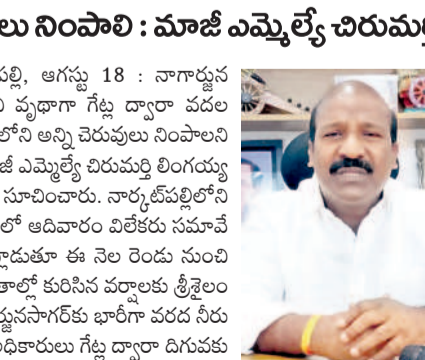 లు నింపాలి : మాజీ ఎమ్మెల్యే చిరుమర్తి
పల్లి, ఆగస్టు 18 : నాగార్జున
వృథాగా గేట్ల ద్వారా వదల
లోని అన్ని చెరువులు నింపాలని
జీ ఎమ్మెల్యే చిరుమర్తి లింగయ్య
సూచించారు. నార్కట్‌పల్లిలోని
లో ఆదివారం విలేకరు సమావే
్లాడుతూ ఈ నెల రెండు నుంచి
తాల్లో కురిసిన వర్షాలకు శ్రీశైలం
ర్జునసాగర్‌కు భారీగా వరద నీరు
ధికారులు గేట్ల ద్వారా దిగువకు